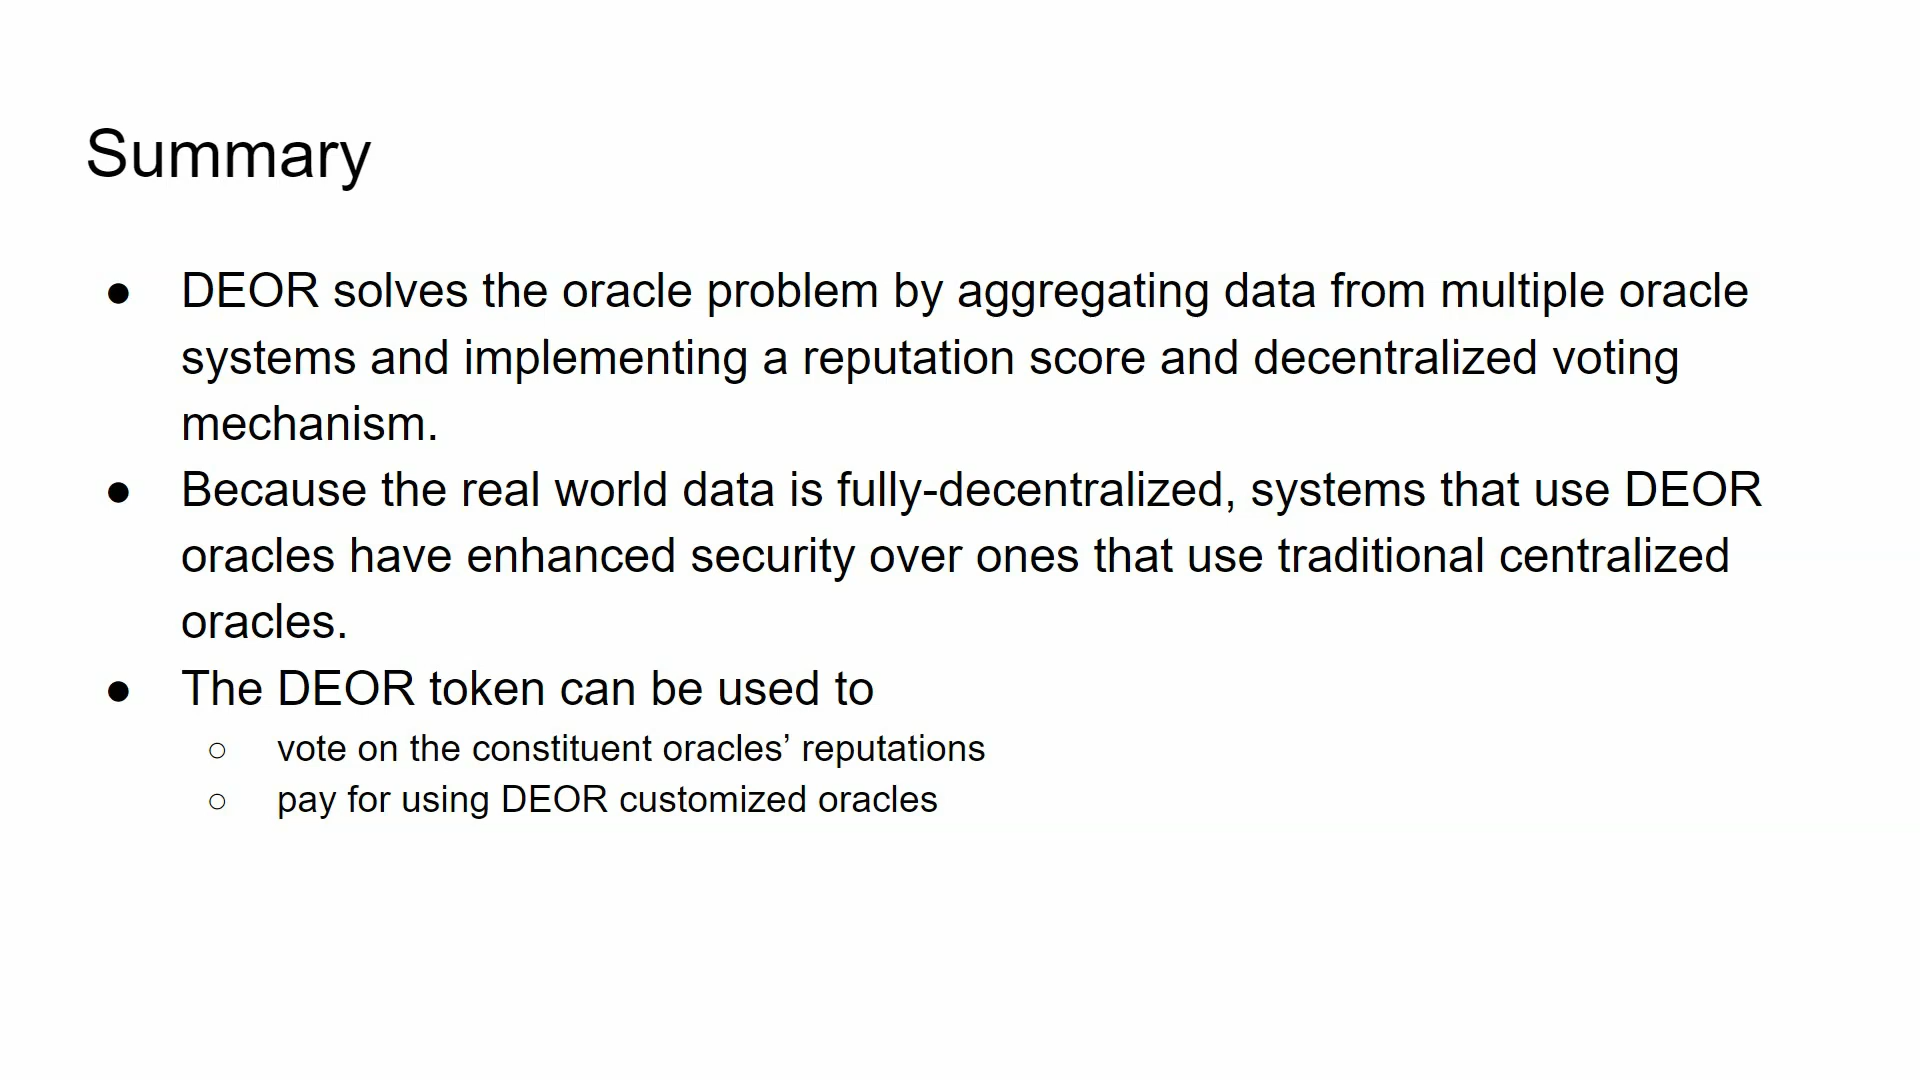 Summary
● DEOR solves the oracle problem by aggregating data from multiple oracle
systems and implementing a reputation score and decentralized voting
mechanism.
● Because the real world data is fully-decentralized, systems that use DEOR
oracles have enhanced security over ones that use traditional centralized
oracles.
● The DEOR token can be used to
○ vote on the constituent oracles’ reputations
○ pay for using DEOR customized oracles